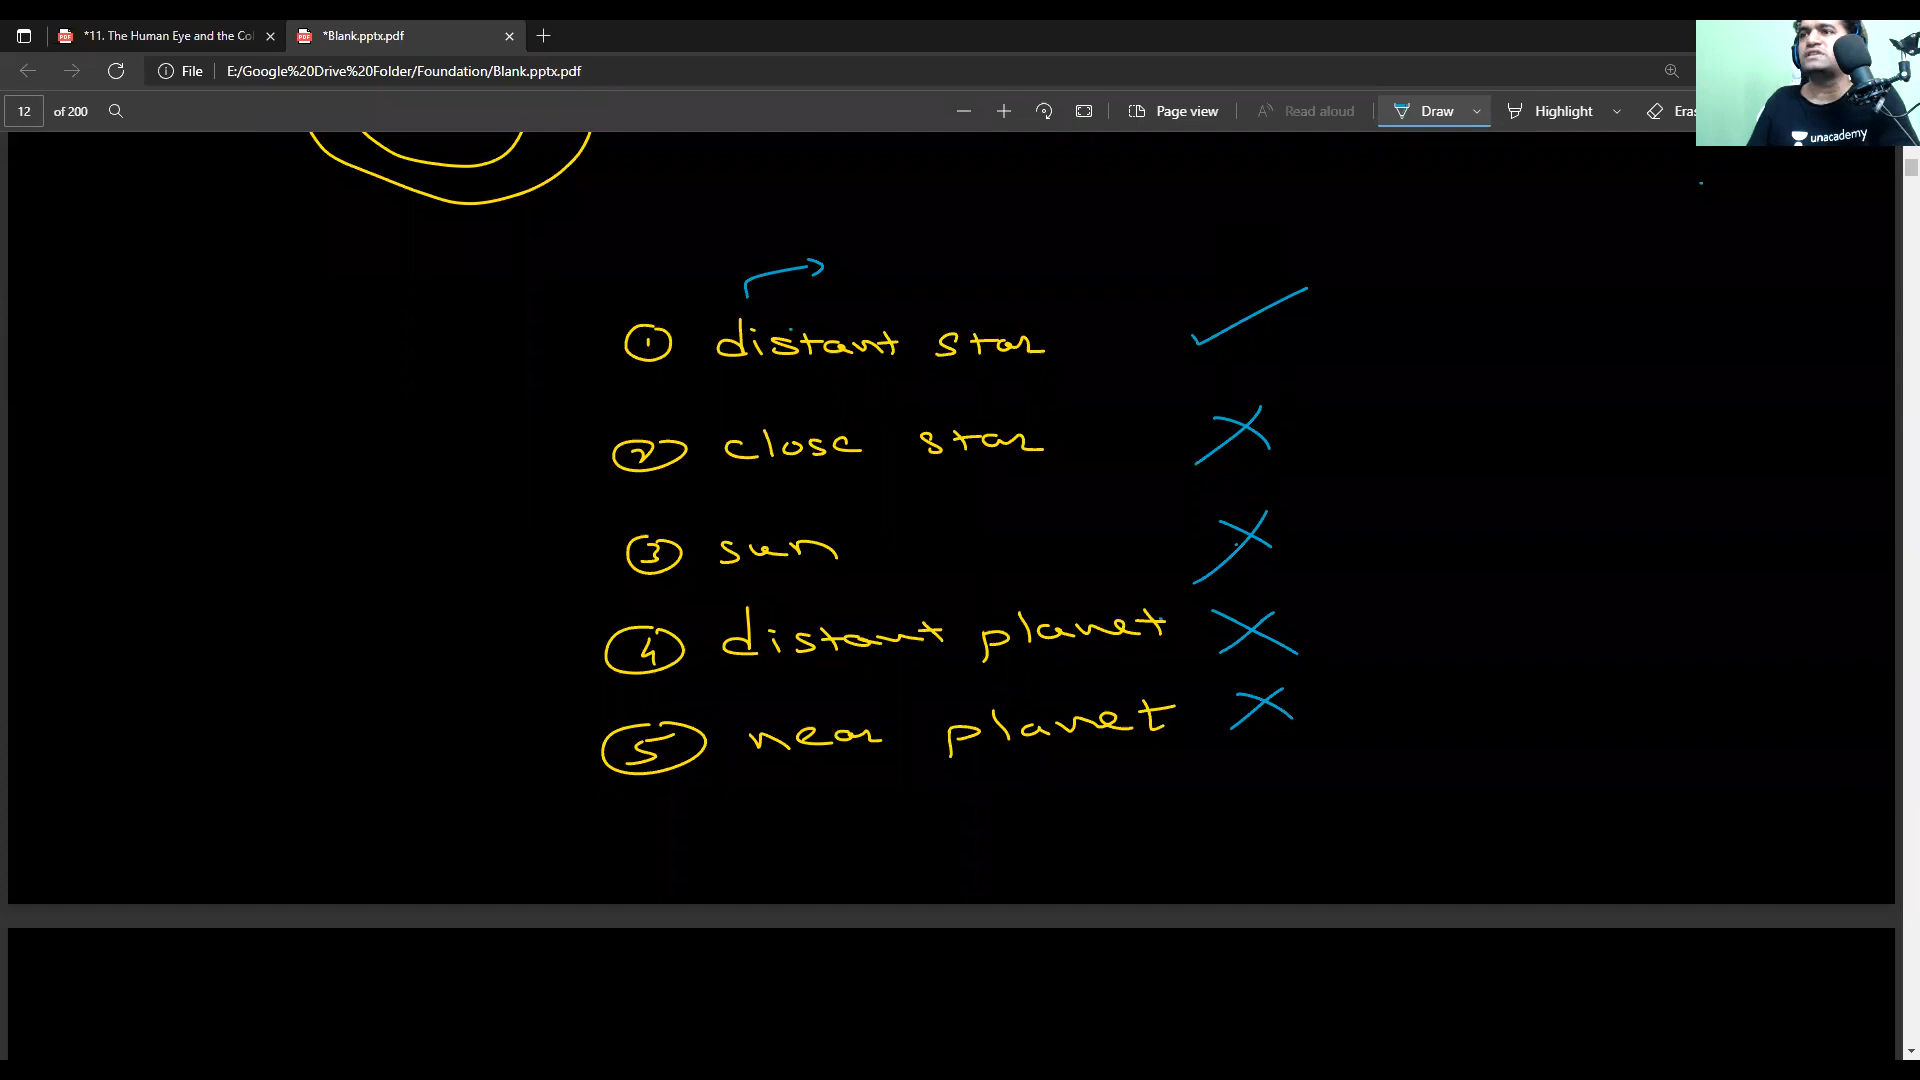 *11. The Human Eye and the Col
*Blank.pptx.pdf
File
E:/Google%20Drive%20Folder/Foundation/Blank.pptx.pdf
12 of 200
Page view
Read aloud
Draw
Highlight
Eras
unacademy
1 distant star
2 close star
3 sun
4 distant planet
5 near planet